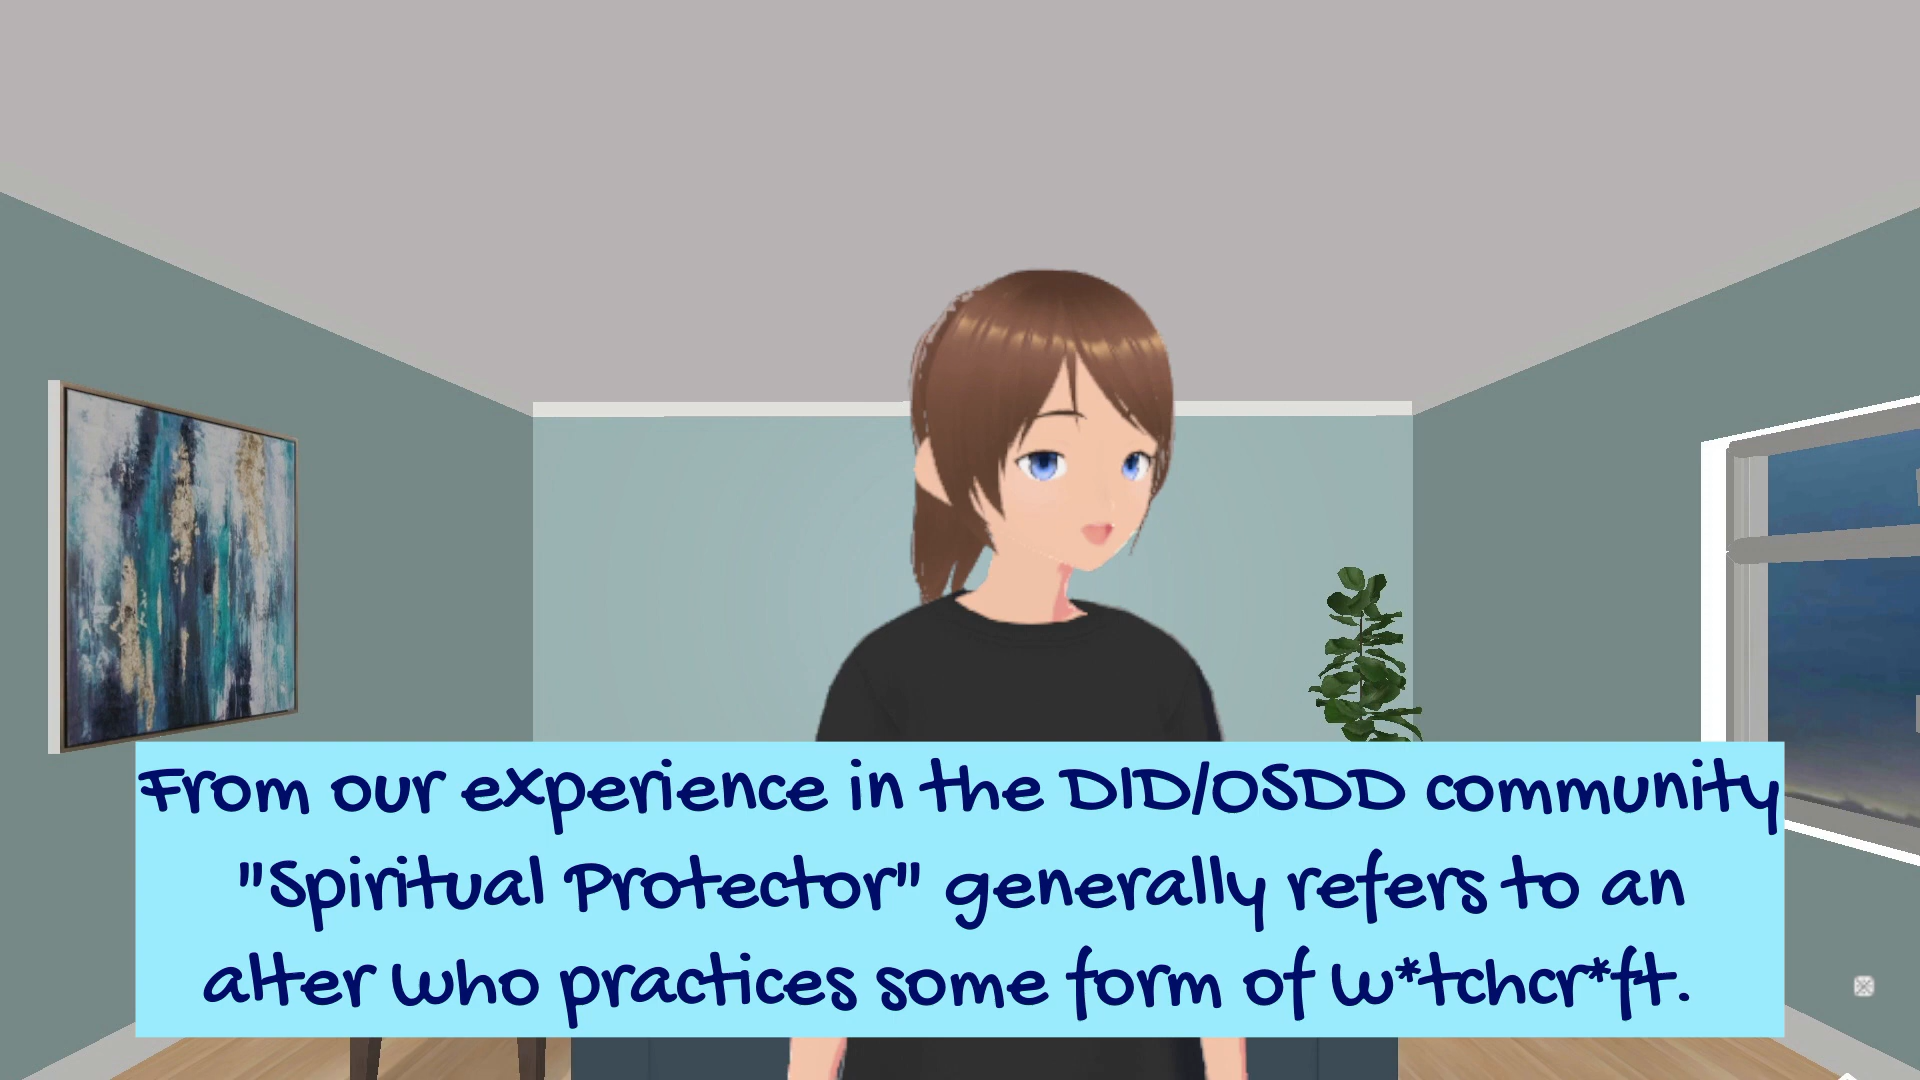 From our experience in the DID/OSDD community
"Spiritual Protector" generally refers to an
alter who practices some form of w*tchcr*ft.